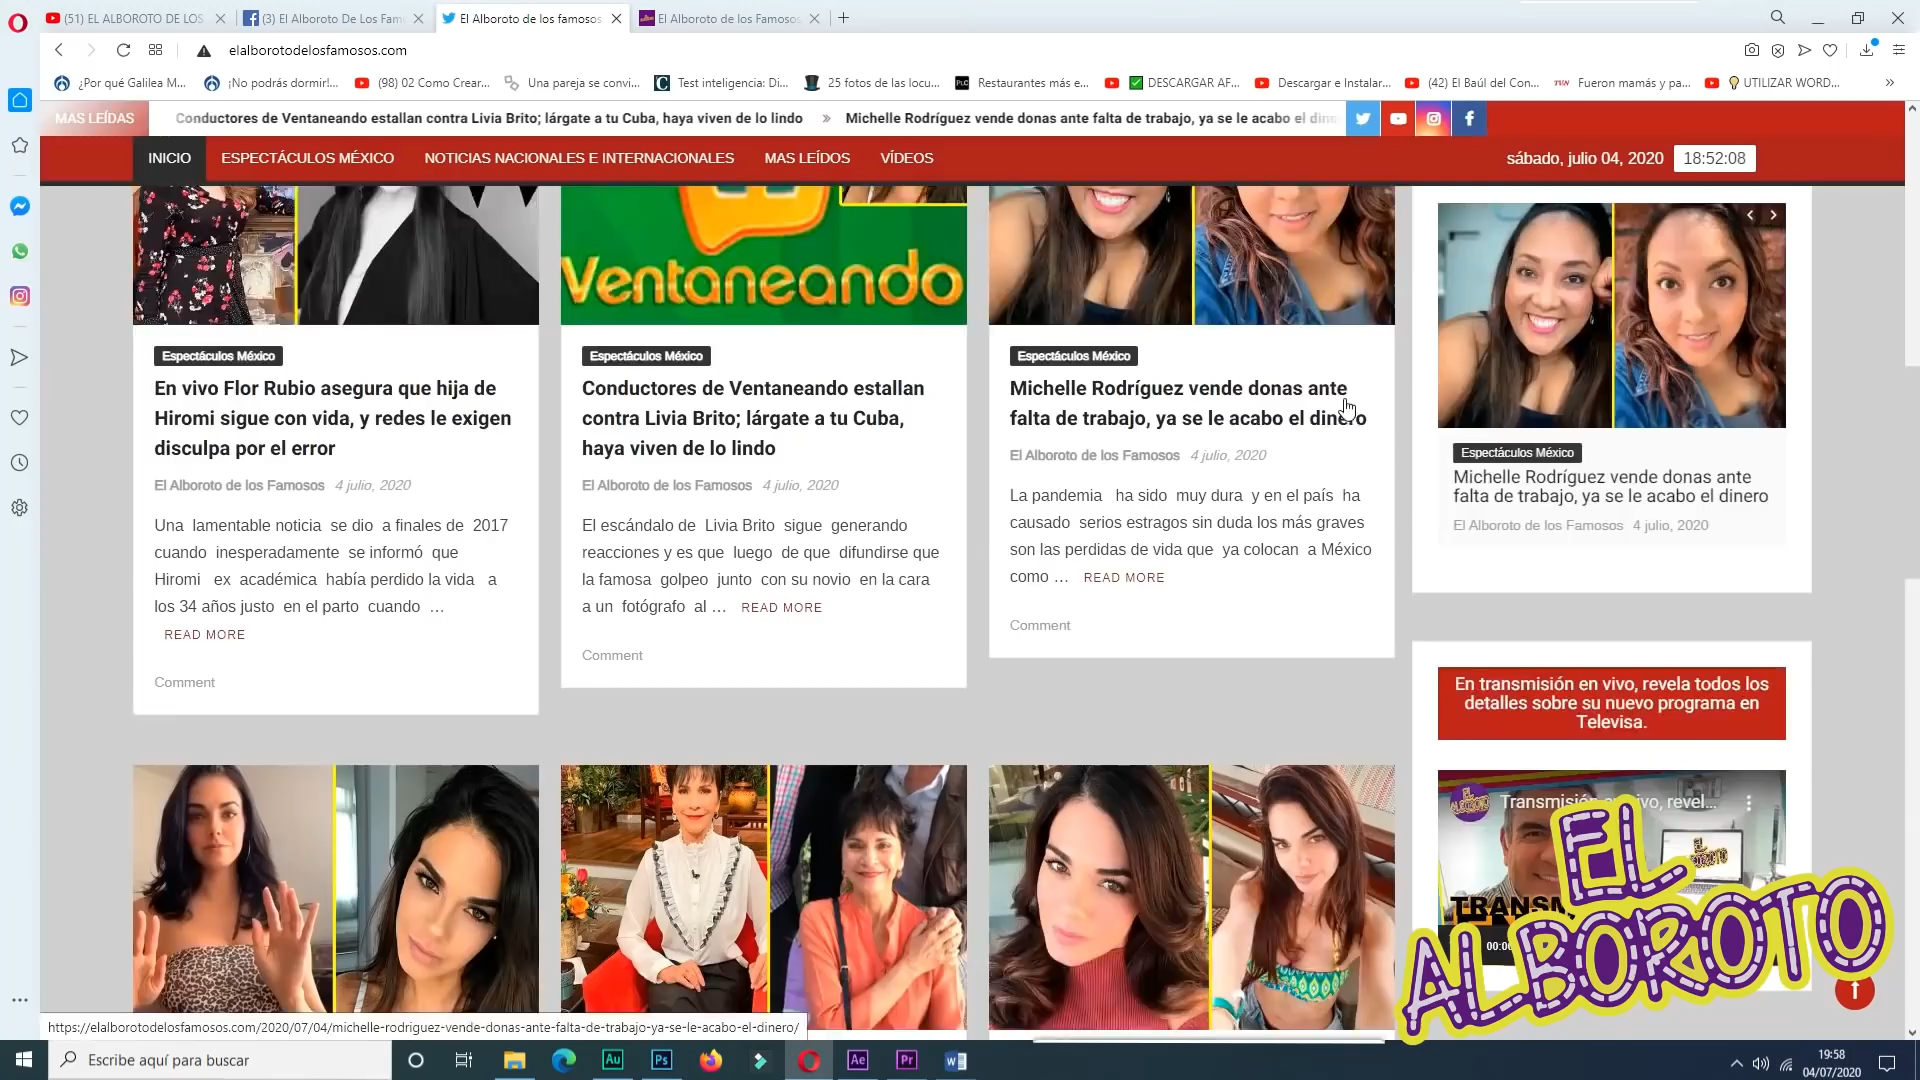 (51) EL ALBOROTO DE LOS
(3) El Alboroto De Los Fam
El Alboroto de los famosos
El Alboroto de los Famosos
elalborotodelosfamosos.com
¿Por qué Galilea M...
¡No podrás dormir!...
(98) 02 Como Crear...
Una pareja se convi...
Test inteligencia: Di...
25 fotos de las locu...
Restaurantes más e...
DESCARGAR AF...
Descargar e Instalar...
(42) El Baúl del Con...
Fueron mamás y pa...
UTILIZAR WORD...
MAS LEÍDAS
Conductores de Ventaneando estallan contra Livia Brito; lárgate a tu Cuba, haya viven de lo lindo » Michelle Rodríguez vende donas ante falta de trabajo, ya se le acabo el dinero
INICIO ESPECTÁCULOS MÉXICO NOTICIAS NACIONALES E INTERNACIONALES MAS LEÍDOS VÍDEOS
sábado, julio 04, 2020 18:52:08
Ventaneando
Espectáculos México
En vivo Flor Rubio asegura que hija de
Hiromi sigue con vida, y redes le exigen
disculpa por el error
El Alboroto de los Famosos 4 julio, 2020
Una lamentable noticia se dio a finales de 2017
cuando inesperadamente se informó que
Hiromi ex académica había perdido la vida a
los 34 años justo en el parto cuando …
READ MORE
Comment
Espectáculos México
Conductores de Ventaneando estallan
contra Livia Brito; lárgate a tu Cuba,
haya viven de lo lindo
El Alboroto de los Famosos 4 julio, 2020
El escándalo de Livia Brito sigue generando
reacciones y es que luego de que difundirse que
la famosa golpeo junto con su novio en la cara
a un fotógrafo al … READ MORE
Comment
Espectáculos México
Michelle Rodríguez vende donas ante
falta de trabajo, ya se le acabo el dinero
El Alboroto de los Famosos 4 julio, 2020
La pandemia ha sido muy dura y en el país ha
causado serios estragos sin duda los más graves
son las perdidas de vida que ya colocan a México
como … READ MORE
Comment
Espectáculos México
Michelle Rodríguez vende donas ante
falta de trabajo, ya se le acabo el dinero
El Alboroto de los Famosos 4 julio, 2020
En transmisión en vivo, revela todos los
detalles sobre su nuevo programa en
Televisa.
EL ALBOROTO
Transmisión en vivo, revel...
TRANSM
00:00
EL
ALBOROTO
https://elalborotodelosfamosos.com/2020/07/04/michelle-rodriguez-vende-donas-ante-falta-de-trabajo-ya-se-le-acabo-el-dinero/
Escribe aquí para buscar
Au
Ps
Ae
Pr
19:58
04/07/2020